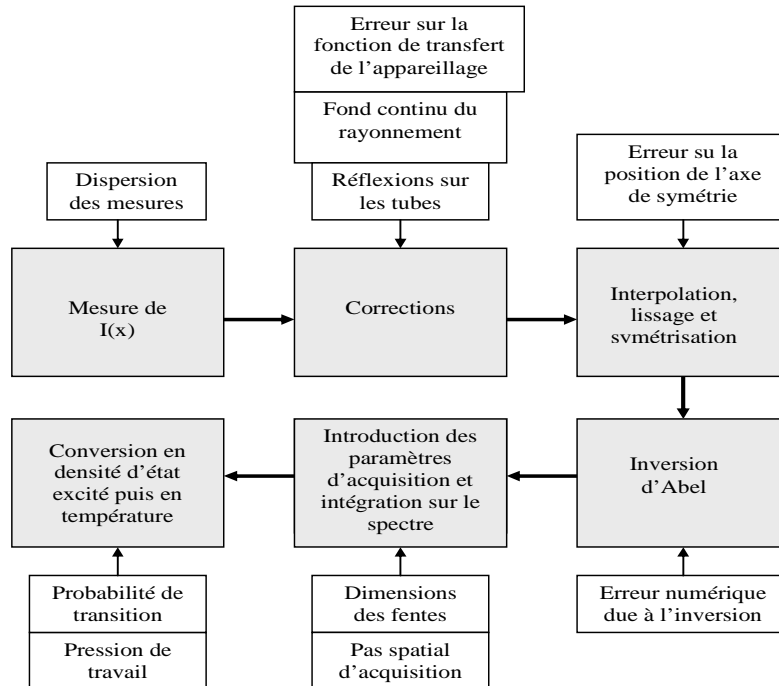 Erreur sur la
fonction de transfert
de l'appareillage
Fond continu du
rayonnement
Dispersion
des mesures
Réflexions sur
les tubes
Erreur su la
position de l'axe
de symétrie
Mesure de
I(x)
Corrections
Interpolation,
lissage et
symétrisation
Conversion en
densité d'état
excité puis en
température
Introduction des
paramètres
d'acquisition et
intégration sur le
spectre
Inversion
d'Abel
Probabilité de
transition
Pression de
travail
Dimensions
des fentes
Pas spatial
d'acquisition
Erreur numérique
due à l'inversion